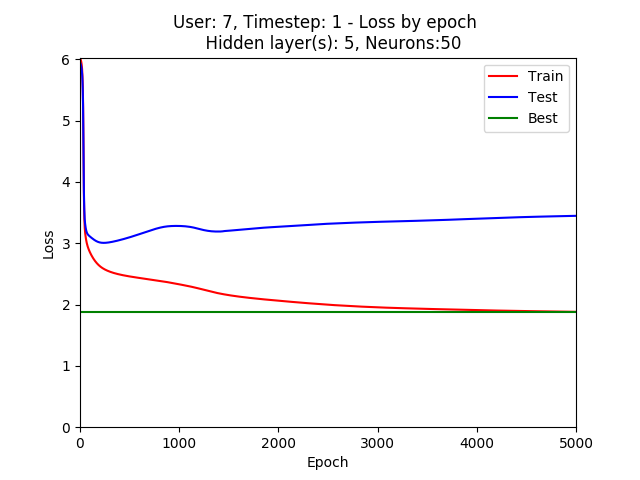 User: 7, Timestep: 1 - Loss by epoch
Hidden layer(s): 5, Neurons:50
Train
Test
Best
Loss
6
5
4
3
2
1
0
0 1000 2000 3000 4000 5000
Epoch